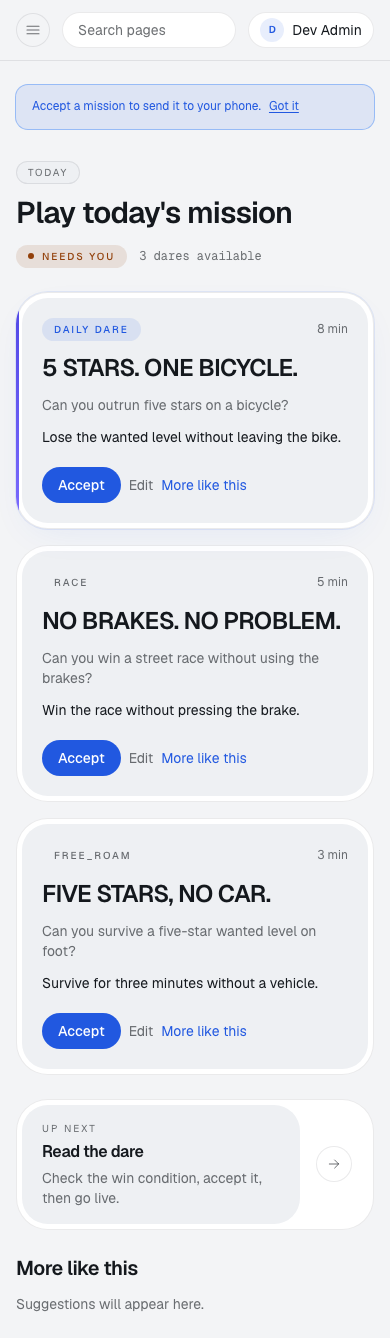 Search pages
D Dev Admin
Accept a mission to send it to your phone. Got it
TODAY
Play today's mission
NEEDS YOU 3 dares available
DAILY DARE 8 min
5 STARS. ONE BICYCLE.
Can you outrun five stars on a bicycle?
Lose the wanted level without leaving the bike.
Accept Edit More like this
RACE 5 min
NO BRAKES. NO PROBLEM.
Can you win a street race without using the
brakes?
Win the race without pressing the brake.
Accept Edit More like this
FREE_ROAM 3 min
FIVE STARS, NO CAR.
Can you survive a five-star wanted level on
foot?
Survive for three minutes without a vehicle.
Accept Edit More like this
UP NEXT
Read the dare
Check the win condition, accept it,
then go live.
More like this
Suggestions will appear here.